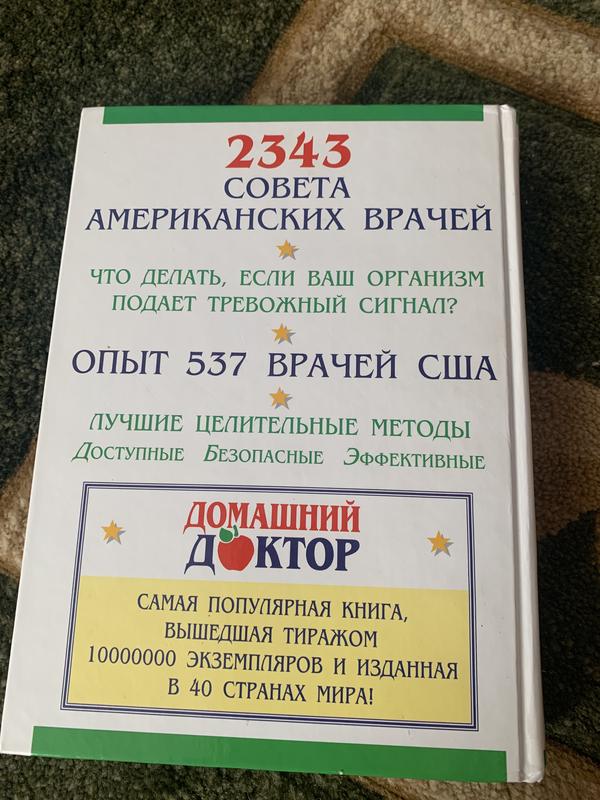 2343
СОВЕТА
АМЕРИКАНСКИХ ВРАЧЕЙ
ЧТО ДЕЛАТЬ, ЕСЛИ ВАШ ОРГАНИЗМ
ПОДАЕТ ТРЕВОЖНЫЙ СИГНАЛ?
ОПЫТ 537 ВРАЧЕЙ США
ЛУЧШИЕ ЦЕЛИТЕЛЬНЫЕ МЕТОДЫ
ДОСТУПНЫЕ БЕЗОПАСНЫЕ ЭФФЕКТИВНЫЕ
ДОМАШНИЙ
ДОКТОР
САМАЯ ПОПУЛЯРНАЯ КНИГА,
ВЫШЕДШАЯ ТИРАЖОМ
10000000 ЭКЗЕМПЛЯРОВ И ИЗДАННАЯ
В 40 СТРАНАХ МИРА!